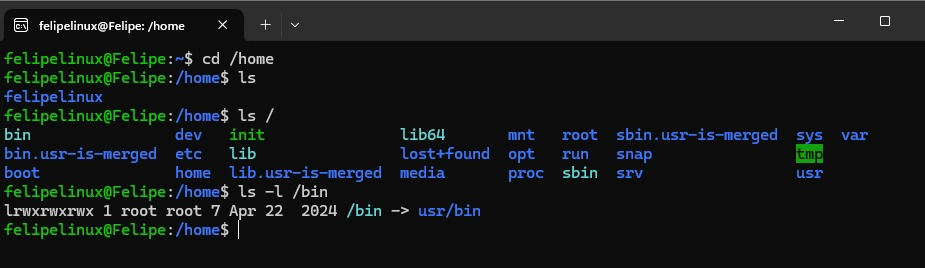 felipelinux@Felipe: /home
felipelinux@Felipe:~$ cd /home
felipelinux@Felipe:/home$ ls
felipelinux
felipelinux@Felipe:/home$ ls /
bin dev init lib64 mnt root sbin.usr-is-merged sys var
bin.usr-is-merged etc lib lost+found opt run snap tmp
boot home lib.usr-is-merged media proc sbin srv usr
felipelinux@Felipe:/home$ ls -l /bin
lrwxrwxrwx 1 root root 7 Apr 22  2024 /bin -> usr/bin
felipelinux@Felipe:/home$